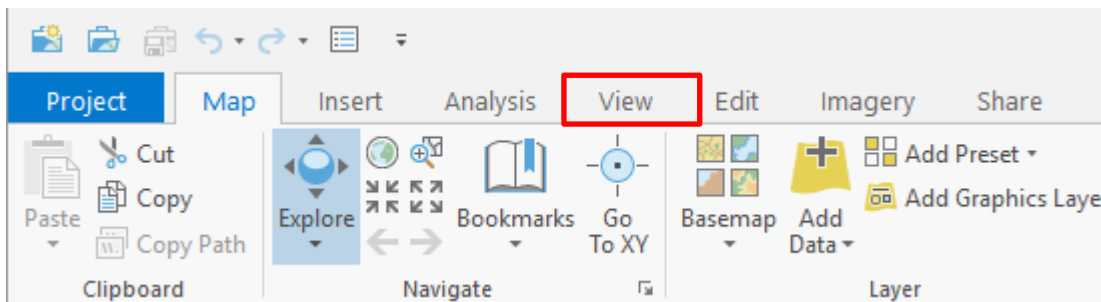 Project Map Insert Analysis View Edit Imagery Share
Cut
Copy
Copy Path
Paste
Clipboard
Explore
Bookmarks
Go
To XY
Navigate
Basemap
Add
Data
Add Preset
Add Graphics Laye
Layer